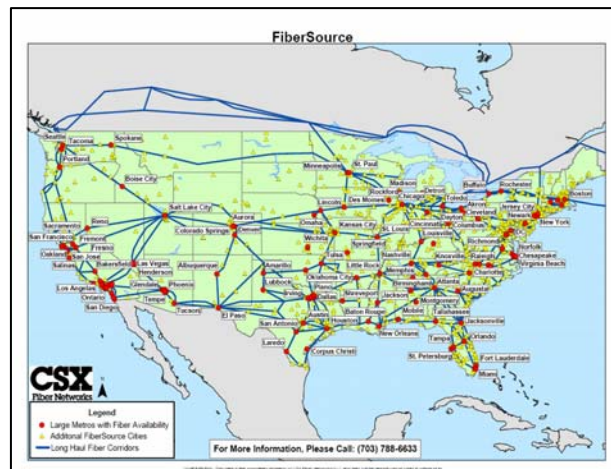 FiberSource
Seattle
Tacoma
Spokane
Portland
Boise City
Minneapolis
St. Paul
Madison
Rockford
Chicago
Detroit
Toledo
Buffalo
Rochester
Boston
Jersey City
Newark
New York
Akron
Cleveland
Dayton
Columbus
Cincinnati
Des Moines
Lincoln
Omaha
Salt Lake City
Aurora
Denver
Colorado Springs
Kansas City
Wichita
St. Louis
Louisville
Richmond
Norfolk
Chesapeake
Virginia Beach
Raleigh
Knoxville
Nashville
Springfield
Tulsa
Sacramento
Reno
San Francisco
Fremont
Oakland
San Jose
Fresno
Salinas
Bakersfield
Las Vegas
Henderson
Albuquerque
Amarillo
Oklahoma City
Little Rock
Memphis
Charlotte
Atlanta
Augusta
Birmingham
Los Angeles
Ontario
San Diego
Glendale
Phoenix
Tempe
Tucson
El Paso
Lubbock
Irving
Plano
Dallas
Shreveport
Jackson
Montgomery
Tallahassee
Jacksonville
Austin
Houston
San Antonio
Baton Rouge
Mobile
New Orleans
Orlando
Tampa
St. Petersburg
Fort Lauderdale
Miami
Laredo
Corpus Christi
CSX
Fiber Networks
Legend
Large Metros with Fiber Availability
Additonal FiberSource Cities
Long Haul Fiber Corridors
For More Information, Please Call: (703) 788-6633